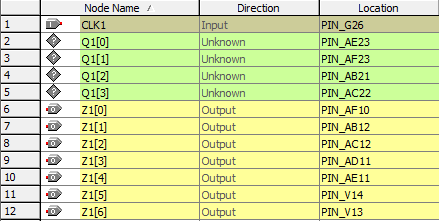 Node Name Direction Location
1 CLK1 Input PIN_G26
2 Q1[0] Unknown PIN_AE23
3 Q1[1] Unknown PIN_AF23
4 Q1[2] Unknown PIN_AB21
5 Q1[3] Unknown PIN_AC22
6 Z1[0] Output PIN_AF10
7 Z1[1] Output PIN_AB12
8 Z1[2] Output PIN_AC12
9 Z1[3] Output PIN_AD11
10 Z1[4] Output PIN_AE11
11 Z1[5] Output PIN_V14
12 Z1[6] Output PIN_V13